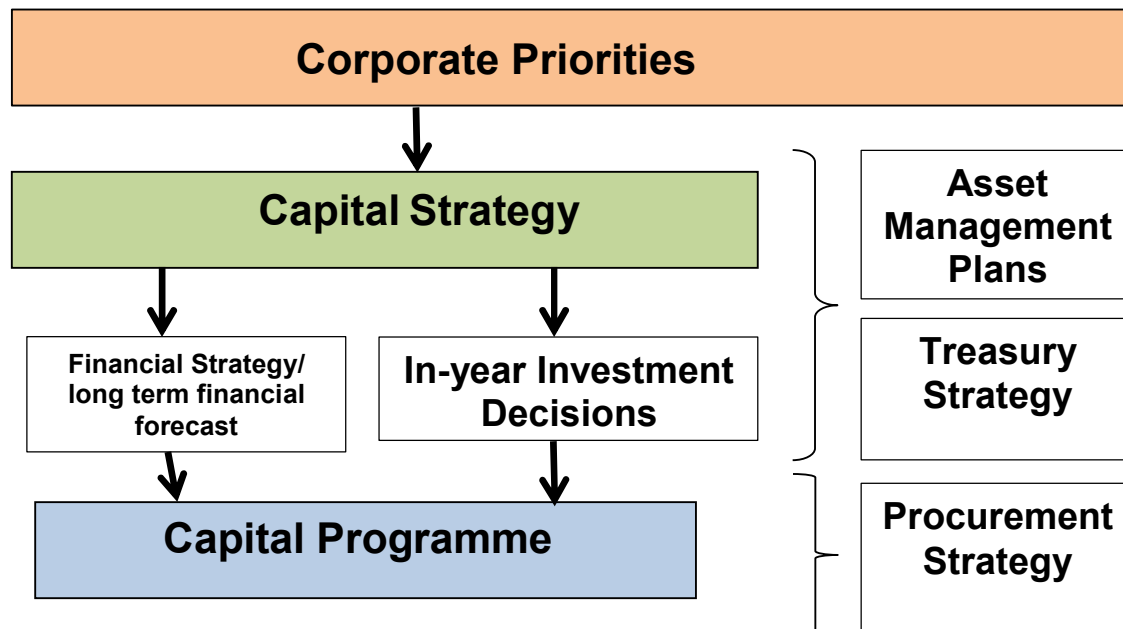 Corporate Priorities
Capital Strategy
Asset
Management
Plans
Financial Strategy/
long term financial
forecast
In-year Investment
Decisions
Treasury
Strategy
Capital Programme
Procurement
Strategy